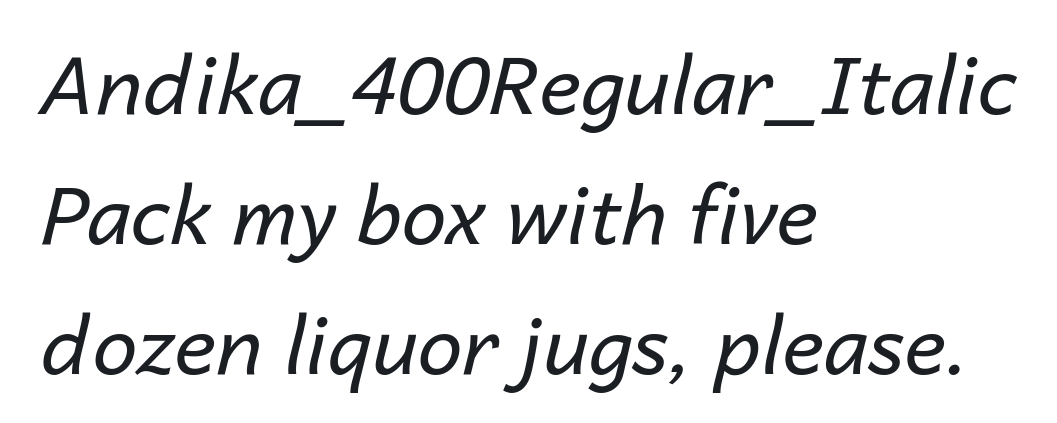 Andika_400Regular_Italic
Pack my box with five
dozen liquor jugs, please.